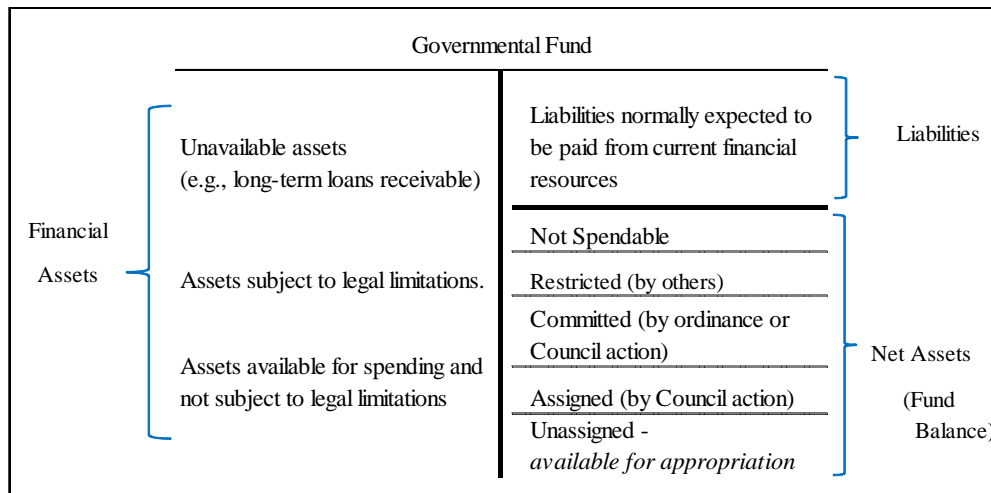 Governmental Fund
Financial
Assets
Unavailable assets
(e.g., long-term loans receivable)
Assets subject to legal limitations.
Assets available for spending and
not subject to legal limitations
Liabilities normally expected to
be paid from current financial
resources
Liabilities
Not Spendable
Restricted (by others)
Committed (by ordinance or
Council action)
Assigned (by Council action)
Unassigned -
available for appropriation
Net Assets
(Fund
Balance)